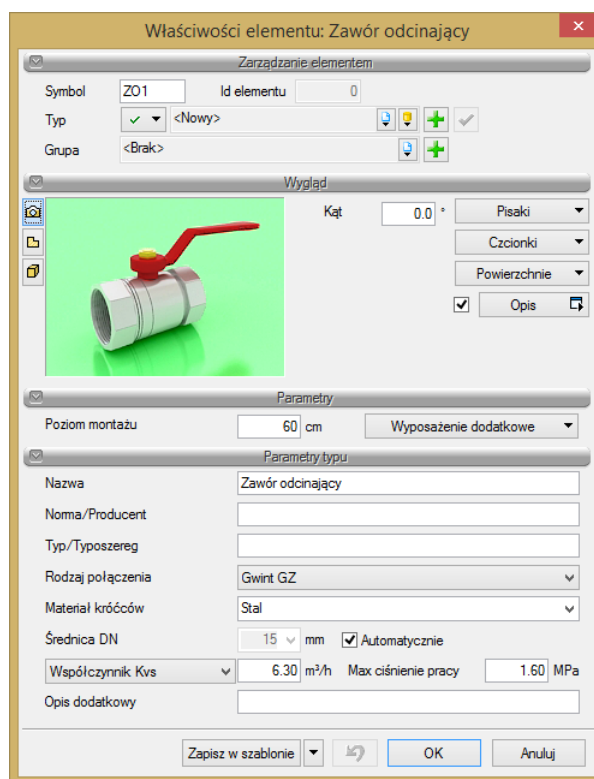 Właściwości elementu: Zawór odcinający
Zarządzanie elementem
Symbol ZO1 Id elementu 0
Typ <Nowy>
Grupa <Brak>
Wygląd
Kąt 0.0 ° Pisaki
Czcionki
Powierzchnie
Opis
Parametry
Poziom montażu 60 cm Wyposażenie dodatkowe
Parametry typu
Nazwa Zawór odcinający
Norma/Producent
Typ/Typoszereg
Rodzaj połączenia Gwint GZ
Materiał króćców Stal
Średnica DN 15 mm Automatycznie
Współczynnik Kvs 6.30 m³/h Max ciśnienie pracy 1.60 MPa
Opis dodatkowy
Zapisz w szablonie OK Anuluj